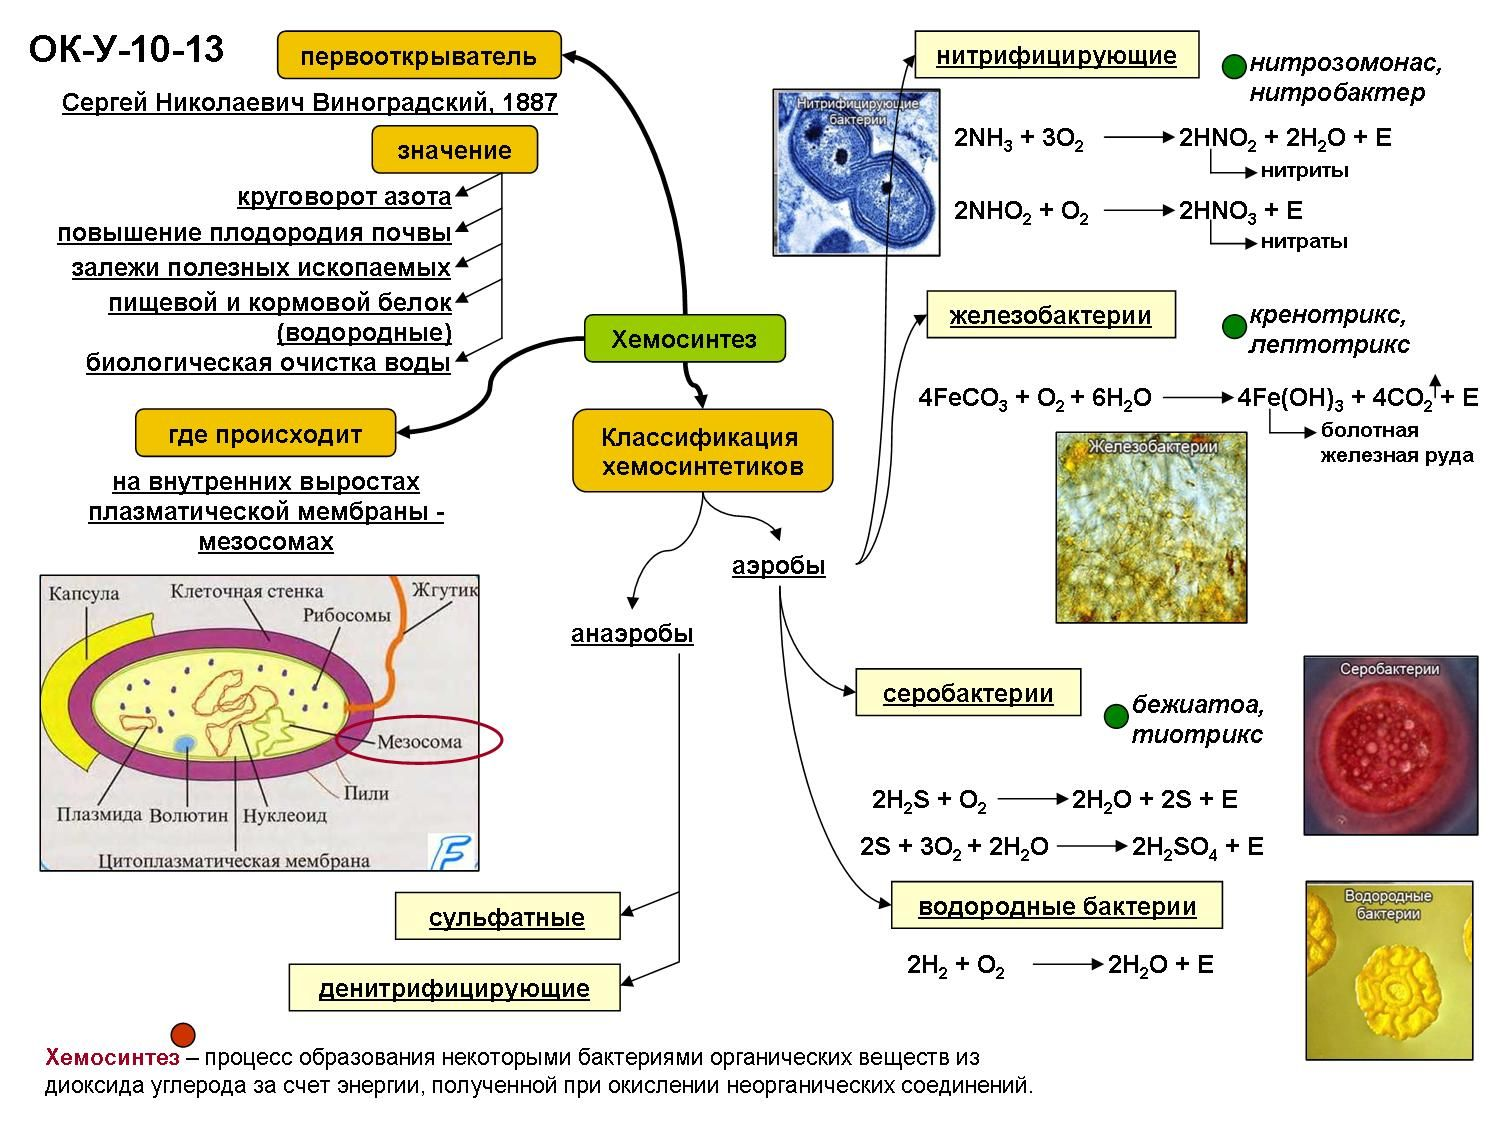 ОК-У-10-13
первооткрыватель
Сергей Николаевич Виноградский, 1887
значение
круговорот азота
повышение плодородия почвы
залежи полезных ископаемых
пищевой и кормовой белок
(водородные)
биологическая очистка воды
Хемосинтез
где происходит
на внутренних выростах
плазматической мембраны -
мезосомах
Капсула
Клеточная стенка
Жгутик
Рибосомы
Мезосома
Пили
Плазмида
Волютин
Нуклеоид
Цитоплазматическая мембрана
Классификация
хемосинтетиков
аэробы
анаэробы
сульфатные
денитрифицирующие
нитрифицирующие
нитрозомонас,
нитробактер
Нитрифицирующие
бактерии
2NH₃ + 3O₂ → 2HNO₂ + 2H₂O + E
нитриты
2NHO₂ + O₂ → 2HNO₃ + E
нитраты
железобактерии
кренотрикс,
лептотрикс
4FeCO₃ + O₂ + 6H₂O → 4Fe(OH)₃ + 4CO₂↑ + E
болотная
железная руда
Железобактерии
серобактерии
бежиатоа,
тиотрикс
Серобактерии
2H₂S + O₂ → 2H₂O + 2S + E
2S + 3O₂ + 2H₂O → 2H₂SO₄ + E
водородные бактерии
Водородные
бактерии
2H₂ + O₂ → 2H₂O + E
Хемосинтез – процесс образования некоторыми бактериями органических веществ из
диоксида углерода за счет энергии, полученной при окислении неорганических соединений.